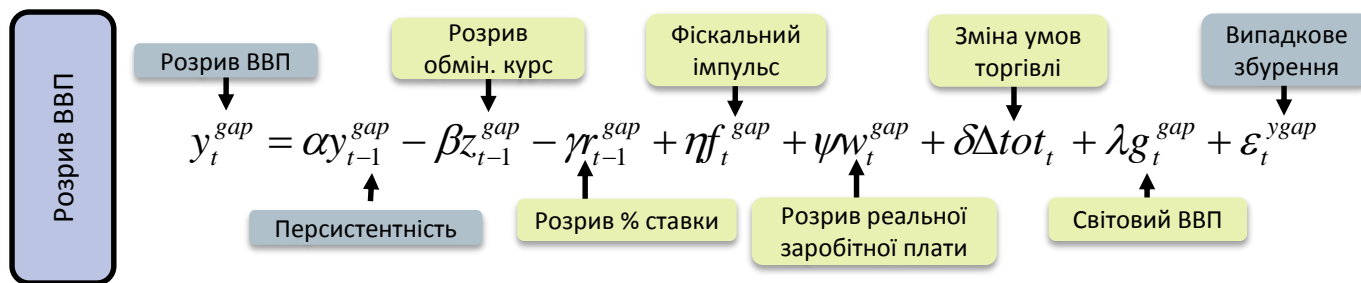 Розрив ВВП
Розрив ВВП
Розрив
обмін. курс
Фіскальний
імпульс
Зміна умов
торгівлі
Випадкове
збурення
y_t^{gap} = αy_{t-1}^{gap} − βz_{t-1}^{gap} − γr_{t-1}^{gap} + ηf_t^{gap} + ψw_t^{gap} + δΔtot_t + λg_t^{gap} + ε_t^{ygap}
Персистентність
Розрив % ставки
Розрив реальної
заробітної плати
Світовий ВВП